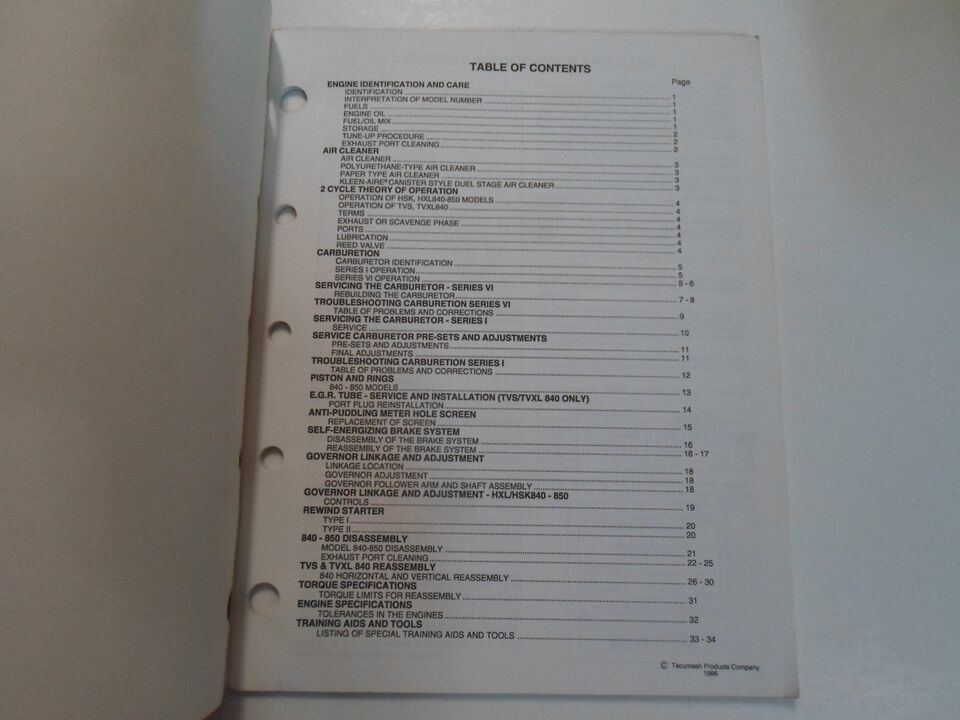 TABLE OF CONTENTS
Page
ENGINE IDENTIFICATION AND CARE
IDENTIFICATION 1
INTERPRETATION OF MODEL NUMBER 1
FUELS 1
ENGINE OIL 1
FUEL/OIL MIX 1
STORAGE 2
TUNE-UP PROCEDURE 2
EXHAUST PORT CLEANING 2
AIR CLEANER
AIR CLEANER 3
POLYURETHANE-TYPE AIR CLEANER 3
PAPER TYPE AIR CLEANER 3
KLEEN-AIRE® CANISTER STYLE DUEL STAGE AIR CLEANER 3
2 CYCLE THEORY OF OPERATION
OPERATION OF HSK, HXL840-850 MODELS 4
OPERATION OF TVS, TVXL840 4
TERMS 4
EXHAUST OR SCAVENGE PHASE 4
PORTS 4
LUBRICATION 4
REED VALVE 4
CARBURETION
CARBURETOR IDENTIFICATION 5
SERIES I OPERATION 5
SERIES VI OPERATION 5 - 6
SERVICING THE CARBURETOR - SERIES VI
REBUILDING THE CARBURETOR 7 - 8
TROUBLESHOOTING CARBURETION SERIES VI
TABLE OF PROBLEMS AND CORRECTIONS 9
SERVICING THE CARBURETOR - SERIES I
SERVICE 10
SERVICE CARBURETOR PRE-SETS AND ADJUSTMENTS
PRE-SETS AND ADJUSTMENTS 11
FINAL ADJUSTMENTS 11
TROUBLESHOOTING CARBURETION SERIES I
TABLE OF PROBLEMS AND CORRECTIONS 12
PISTON AND RINGS
840 - 850 MODELS 13
E.G.R. TUBE - SERVICE AND INSTALLATION (TVS/TVXL 840 ONLY)
PORT PLUG REINSTALLATION 14
ANTI-PUDDLING METER HOLE SCREEN
REPLACEMENT OF SCREEN 15
SELF-ENERGIZING BRAKE SYSTEM
DISASSEMBLY OF THE BRAKE SYSTEM 16
REASSEMBLY OF THE BRAKE SYSTEM 16 - 17
GOVERNOR LINKAGE AND ADJUSTMENT
LINKAGE LOCATION 18
GOVERNOR ADJUSTMENT 18
GOVERNOR FOLLOWER ARM AND SHAFT ASSEMBLY 18
GOVERNOR LINKAGE AND ADJUSTMENT - HXL/HSK840 - 850
CONTROLS 19
REWIND STARTER
TYPE I 20
TYPE II 20
840 - 850 DISASSEMBLY
MODEL 840-850 DISASSEMBLY 21
EXHAUST PORT CLEANING 22 - 25
TVS & TVXL 840 REASSEMBLY
840 HORIZONTAL AND VERTICAL REASSEMBLY 26 - 30
TORQUE SPECIFICATIONS
TORQUE LIMITS FOR REASSEMBLY 31
ENGINE SPECIFICATIONS
TOLERANCES IN THE ENGINES 32
TRAINING AIDS AND TOOLS
LISTING OF SPECIAL TRAINING AIDS AND TOOLS 33 - 34
© Tecumseh Products Company
1996